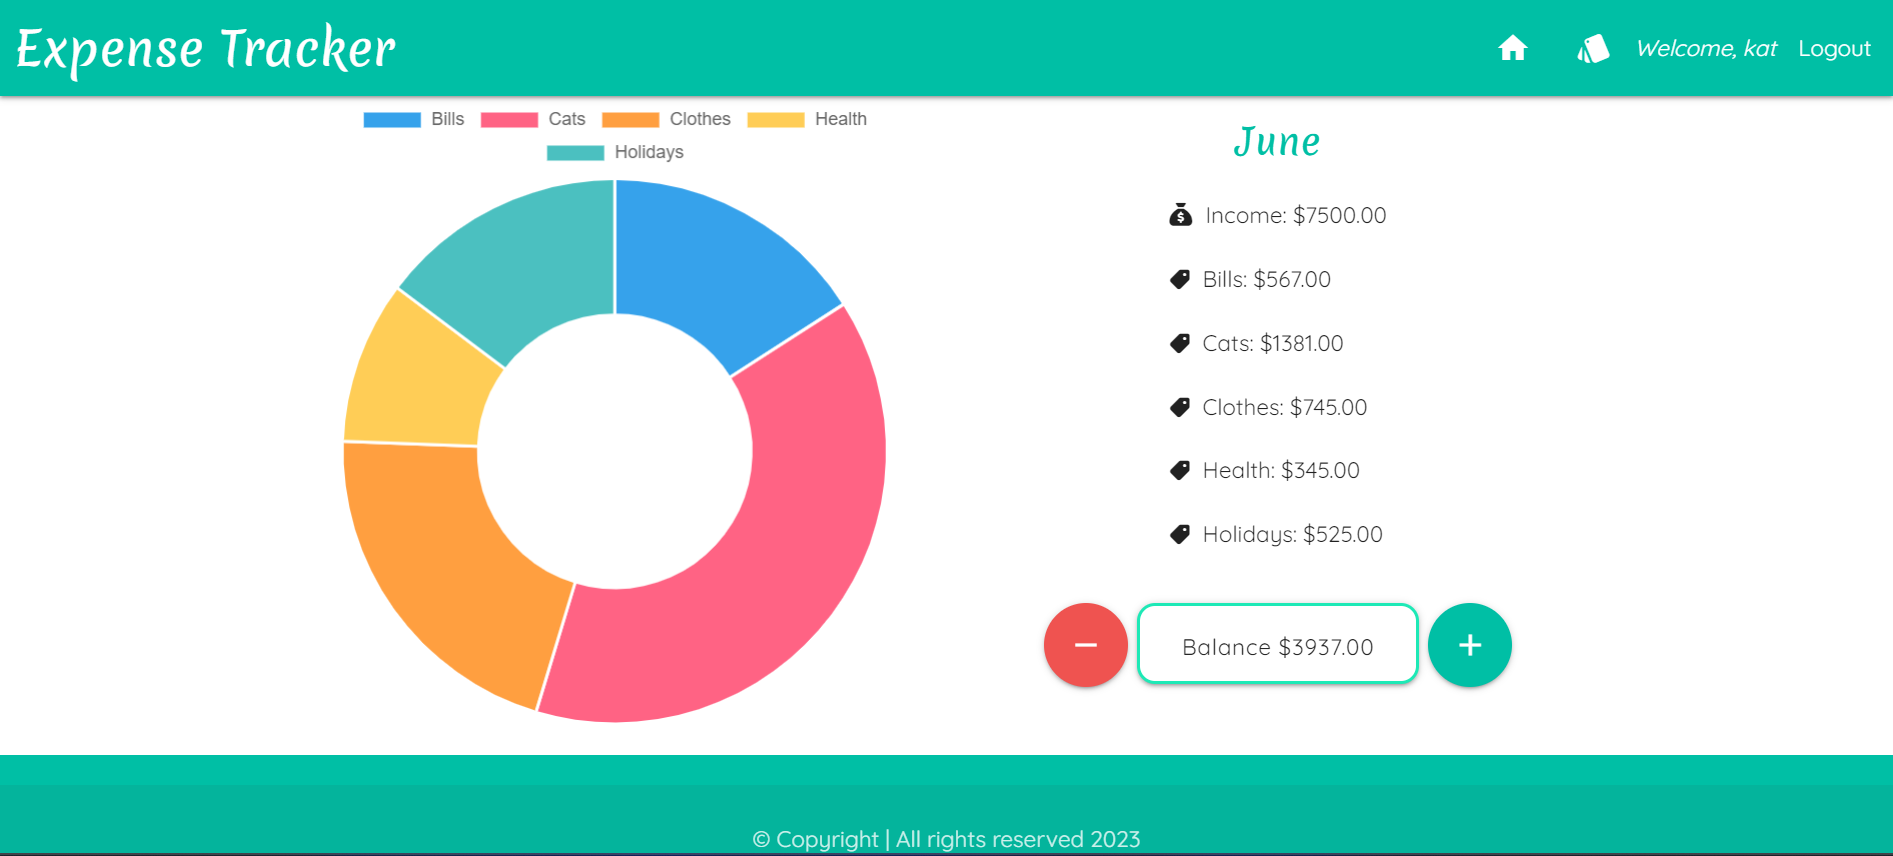 Expense Tracker
Welcome, kat Logout
Bills Cats Clothes Health
Holidays
June
Income: $7500.00
Bills: $567.00
Cats: $1381.00
Clothes: $745.00
Health: $345.00
Holidays: $525.00
Balance $3937.00
© Copyright | All rights reserved 2023